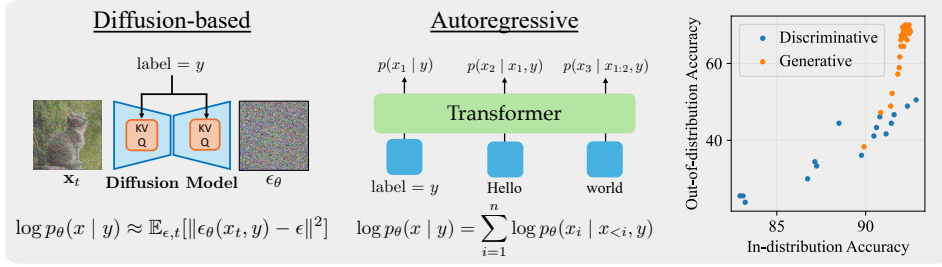 Diffusion-based
label = y
KV
Q
KV
Q
x_t
Diffusion Model
ϵ_θ
log p_θ(x | y) ≈ 𝔼_{ϵ,t}[‖ϵ_θ(x_t, y) − ϵ‖²]
Autoregressive
p(x_1 | y)
p(x_2 | x_1, y)
p(x_3 | x_{1:2}, y)
Transformer
label = y
Hello
world
log p_θ(x | y) = ∑_{i=1}^{n} log p_θ(x_i | x_{<i}, y)
Out-of-distribution Accuracy
60
40
Discriminative
Generative
85
90
In-distribution Accuracy